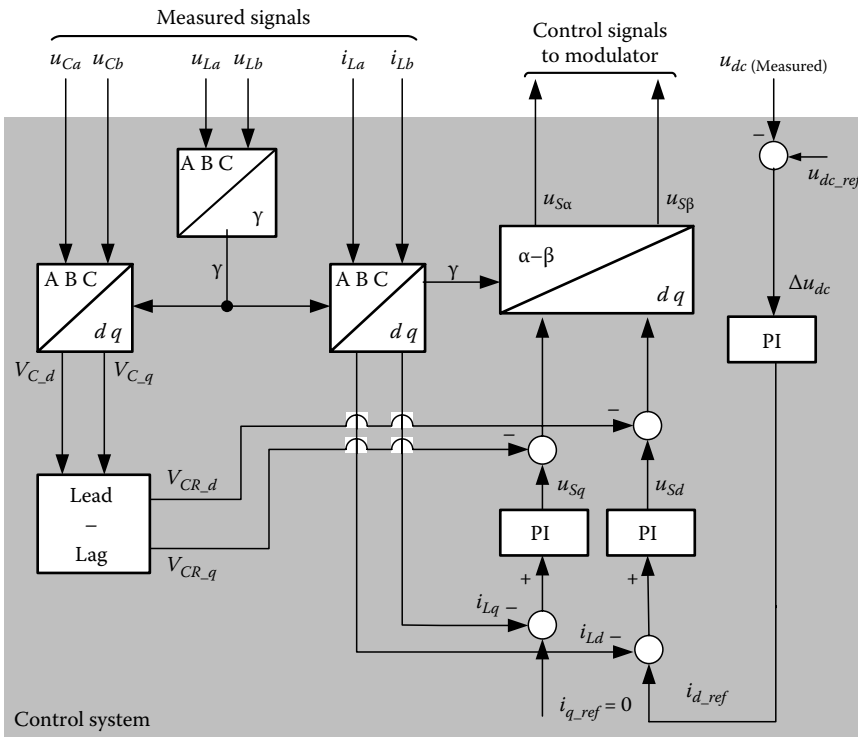 Measured signals
Control signals
to modulator
u_Ca u_Cb u_La u_Lb i_La i_Lb
u_dc (Measured)
–
u_dc_ref
A B C
γ
u_Sα u_Sβ
γ
A B C
d q
A B C
d q
γ
α–β
d q
Δu_dc
PI
V_C_d V_C_q
–
–
Lead
–
Lag
V_CR_d
V_CR_q
u_Sq u_Sd
PI
PI
+
+
i_Lq –
i_Ld –
i_q_ref = 0
i_d_ref
Control system